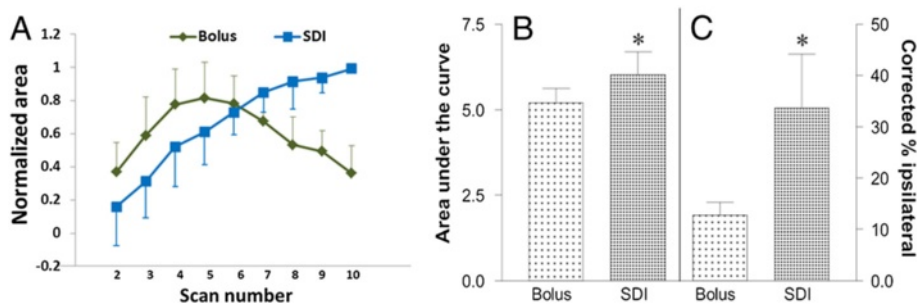 A
Bolus
SDI
Normalized area
1.2
1
0.8
0.6
0.4
0.2
0
-0.2
2 3 4 5 6 7 8 9 10
Scan number
B
Area under the curve
7.5
5.0
2.5
0.0
*
Bolus SDI
C
*
Bolus SDI
50
40
30
20
10
0.0
Corrected % ipsilateral